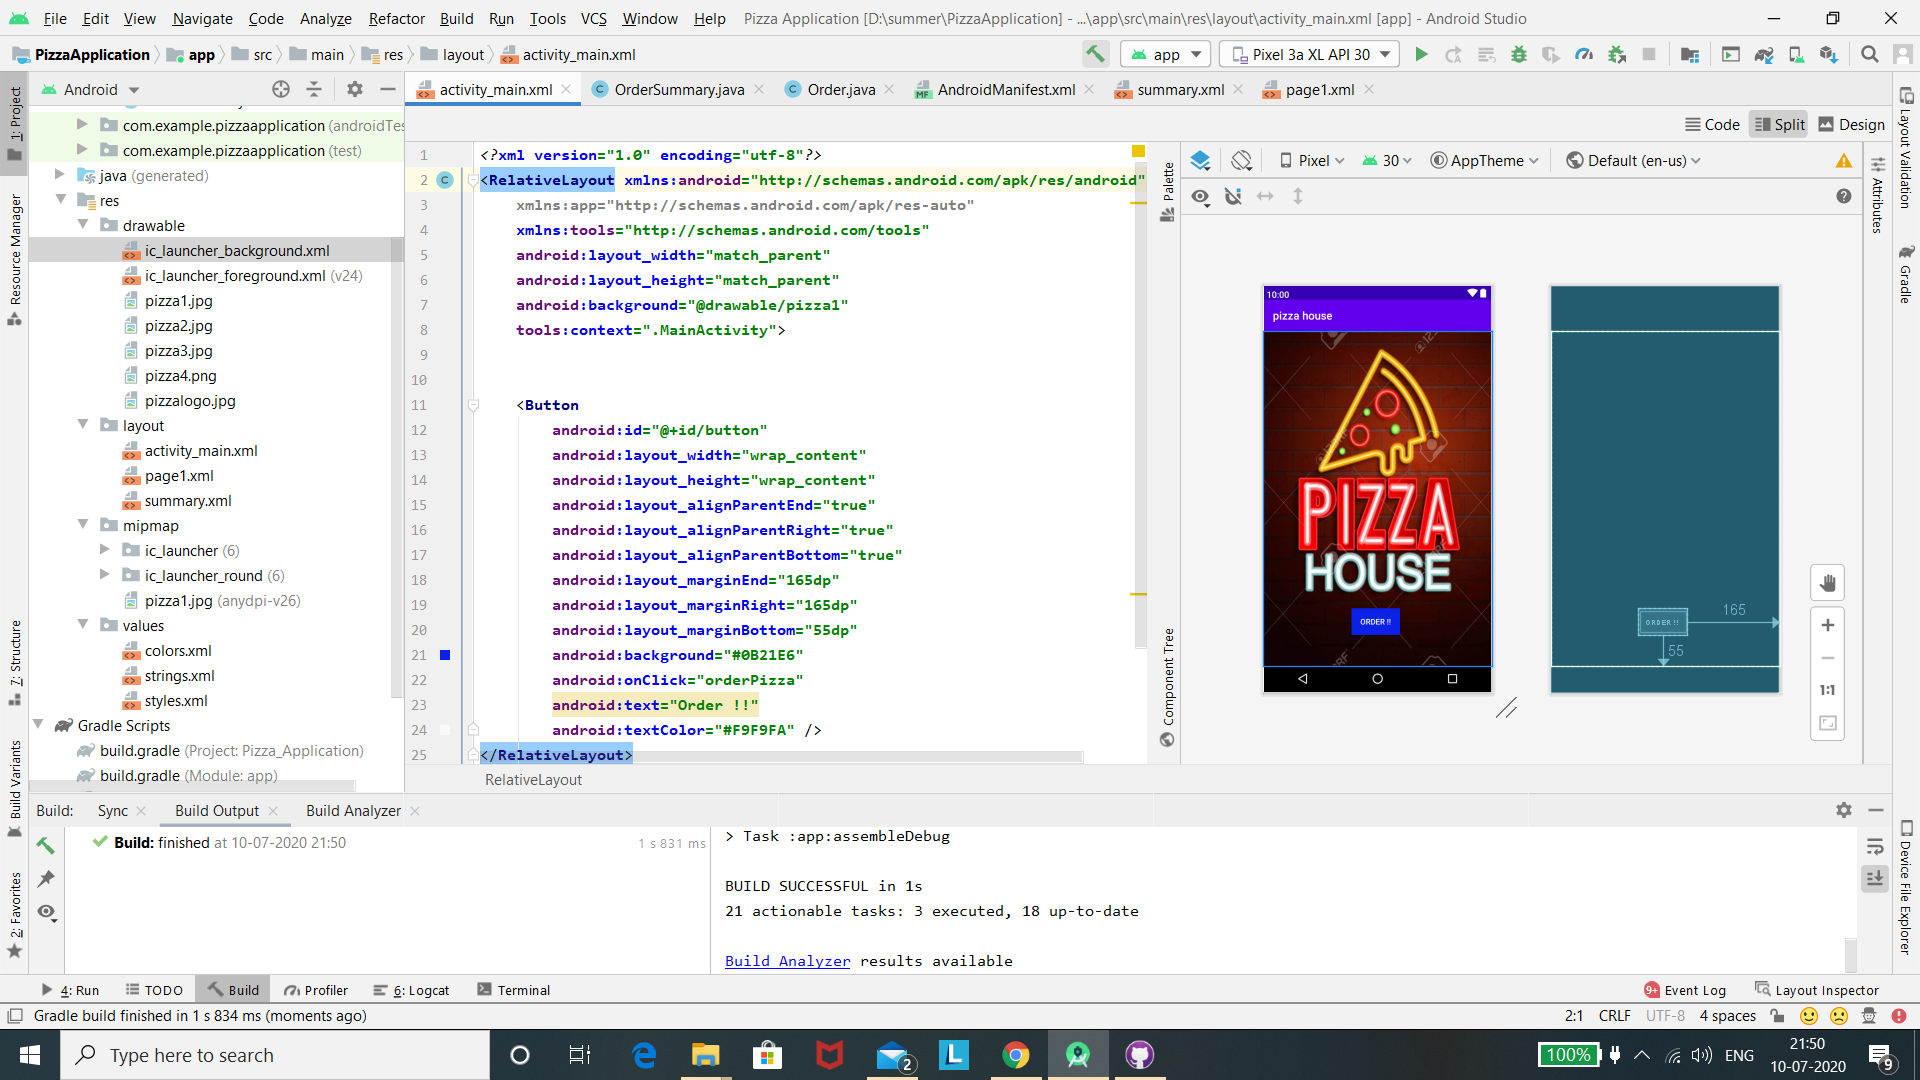 File Edit View Navigate Code Analyze Refactor Build Run Tools VCS Window Help Pizza Application [D:\summer\PizzaApplication] - ...\app\src\main\res\layout\activity_main.xml [app] - Android Studio
PizzaApplication app src main res layout activity_main.xml
app Pixel 3a XL API 30
1: Project
Resource Manager
7: Structure
Build Variants
2: Favorites
Android
com.example.pizzaapplication (androidTes
com.example.pizzaapplication (test)
java (generated)
res
drawable
ic_launcher_background.xml
ic_launcher_foreground.xml (v24)
pizza1.jpg
pizza2.jpg
pizza3.jpg
pizza4.png
pizzalogo.jpg
layout
activity_main.xml
page1.xml
summary.xml
mipmap
ic_launcher (6)
ic_launcher_round (6)
pizza1.jpg (anydpi-v26)
values
colors.xml
strings.xml
styles.xml
Gradle Scripts
build.gradle (Project: Pizza_Application)
build.gradle (Module: app)
activity_main.xml OrderSummary.java Order.java AndroidManifest.xml summary.xml page1.xml
Code Split Design
1 <?xml version="1.0" encoding="utf-8"?>
2 <RelativeLayout xmlns:android="http://schemas.android.com/apk/res/android"
3 xmlns:app="http://schemas.android.com/apk/res-auto"
4 xmlns:tools="http://schemas.android.com/tools"
5 android:layout_width="match_parent"
6 android:layout_height="match_parent"
7 android:background="@drawable/pizza1"
8 tools:context=".MainActivity">
9
10
11 <Button
12 android:id="@+id/button"
13 android:layout_width="wrap_content"
14 android:layout_height="wrap_content"
15 android:layout_alignParentEnd="true"
16 android:layout_alignParentRight="true"
17 android:layout_alignParentBottom="true"
18 android:layout_marginEnd="165dp"
19 android:layout_marginRight="165dp"
20 android:layout_marginBottom="55dp"
21 android:background="#0B21E6"
22 android:onClick="orderPizza"
23 android:text="Order !!"
24 android:textColor="#F9F9FA" />
25 </RelativeLayout>
RelativeLayout
Palette
Component Tree
Pixel 30 AppTheme Default (en-us)
10:00
pizza house
PIZZA
HOUSE
ORDER !!
ORDER !!
165
55
1:1
Attributes
Layout Validation
Gradle
Device File Explorer
Build: Sync Build Output Build Analyzer
Build: finished at 10-07-2020 21:50 1 s 831 ms
> Task :app:assembleDebug
BUILD SUCCESSFUL in 1s
21 actionable tasks: 3 executed, 18 up-to-date
Build Analyzer results available
4: Run TODO Build Profiler 6: Logcat Terminal 9+ Event Log Layout Inspector
Gradle build finished in 1 s 834 ms (moments ago) 2:1 CRLF UTF-8 4 spaces
Type here to search
2
100% ENG
21:50
10-07-2020
9